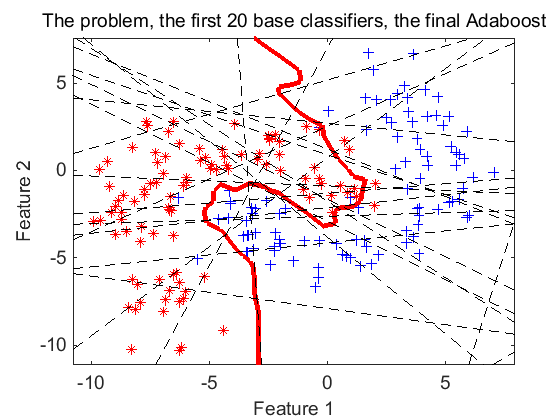 The problem, the first 20 base classifiers, the final Adaboost
5
0
-5
-10
Feature 2
-10
-5
0
5
Feature 1